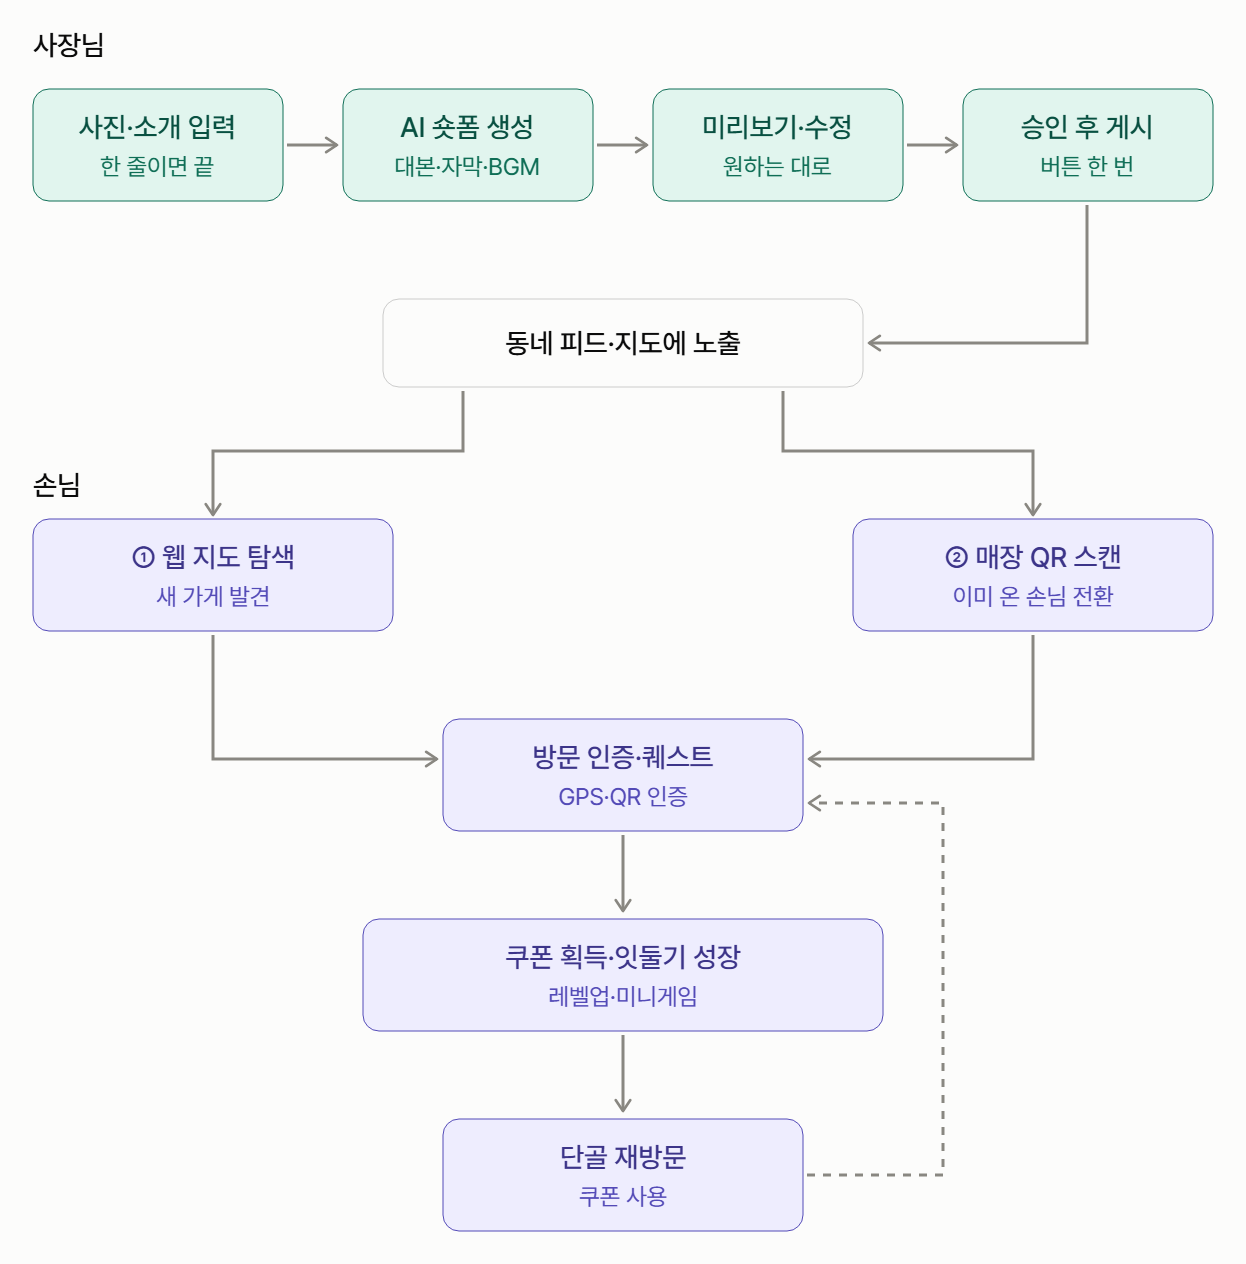 사장님
사진·소개 입력
한 줄이면 끝
AI 숏폼 생성
대본·자막·BGM
미리보기·수정
원하는 대로
승인 후 게시
버튼 한 번
동네 피드·지도에 노출
손님
① 웹 지도 탐색
새 가게 발견
② 매장 QR 스캔
이미 온 손님 전환
방문 인증·퀘스트
GPS·QR 인증
쿠폰 획득·잇둘기 성장
레벨업·미니게임
단골 재방문
쿠폰 사용